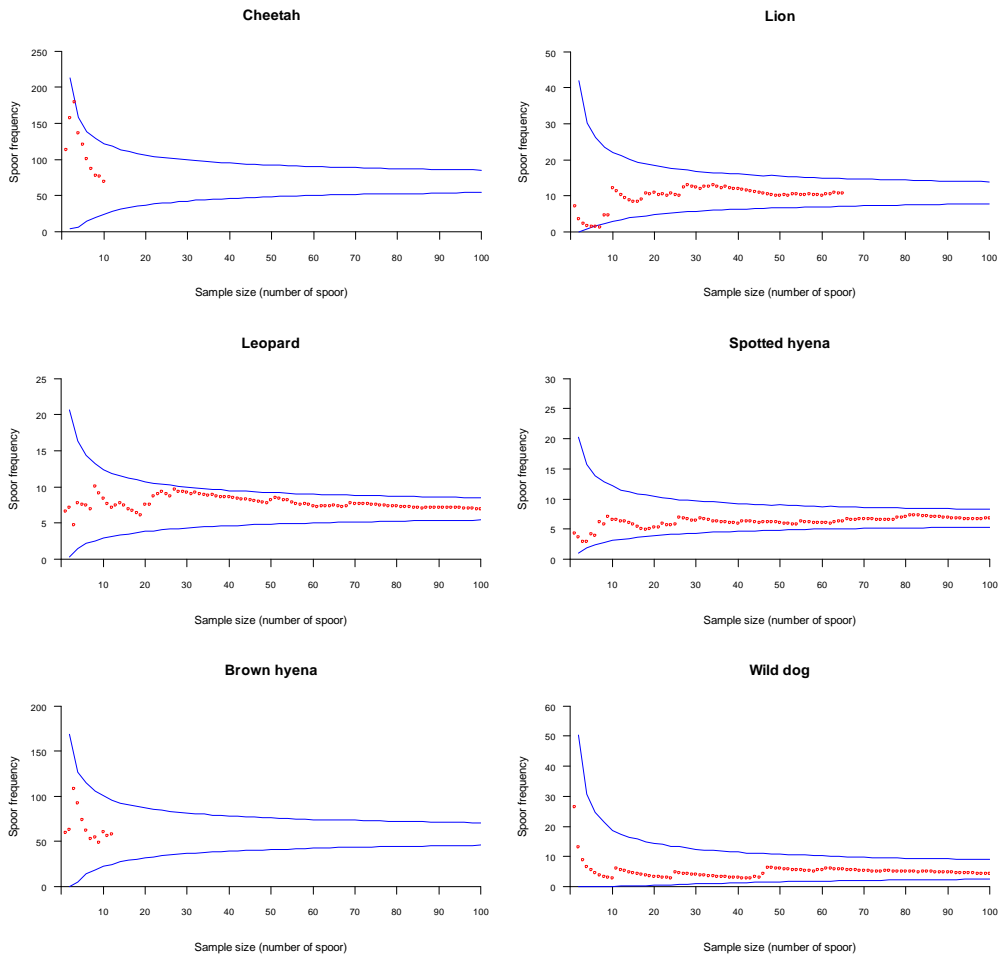 Cheetah
250
200
150
100
50
0
Spoor frequency
10 20 30 40 50 60 70 80 90 100
Sample size (number of spoor)
Lion
50
40
30
20
10
0
Spoor frequency
10 20 30 40 50 60 70 80 90 100
Sample size (number of spoor)
Leopard
25
20
15
10
5
0
Spoor frequency
10 20 30 40 50 60 70 80 90 100
Sample size (number of spoor)
Spotted hyena
30
25
20
15
10
5
0
Spoor frequency
10 20 30 40 50 60 70 80 90 100
Sample size (number of spoor)
Brown hyena
200
150
100
50
0
Spoor frequency
10 20 30 40 50 60 70 80 90 100
Sample size (number of spoor)
Wild dog
60
50
40
30
20
10
0
Spoor frequency
10 20 30 40 50 60 70 80 90 100
Sample size (number of spoor)